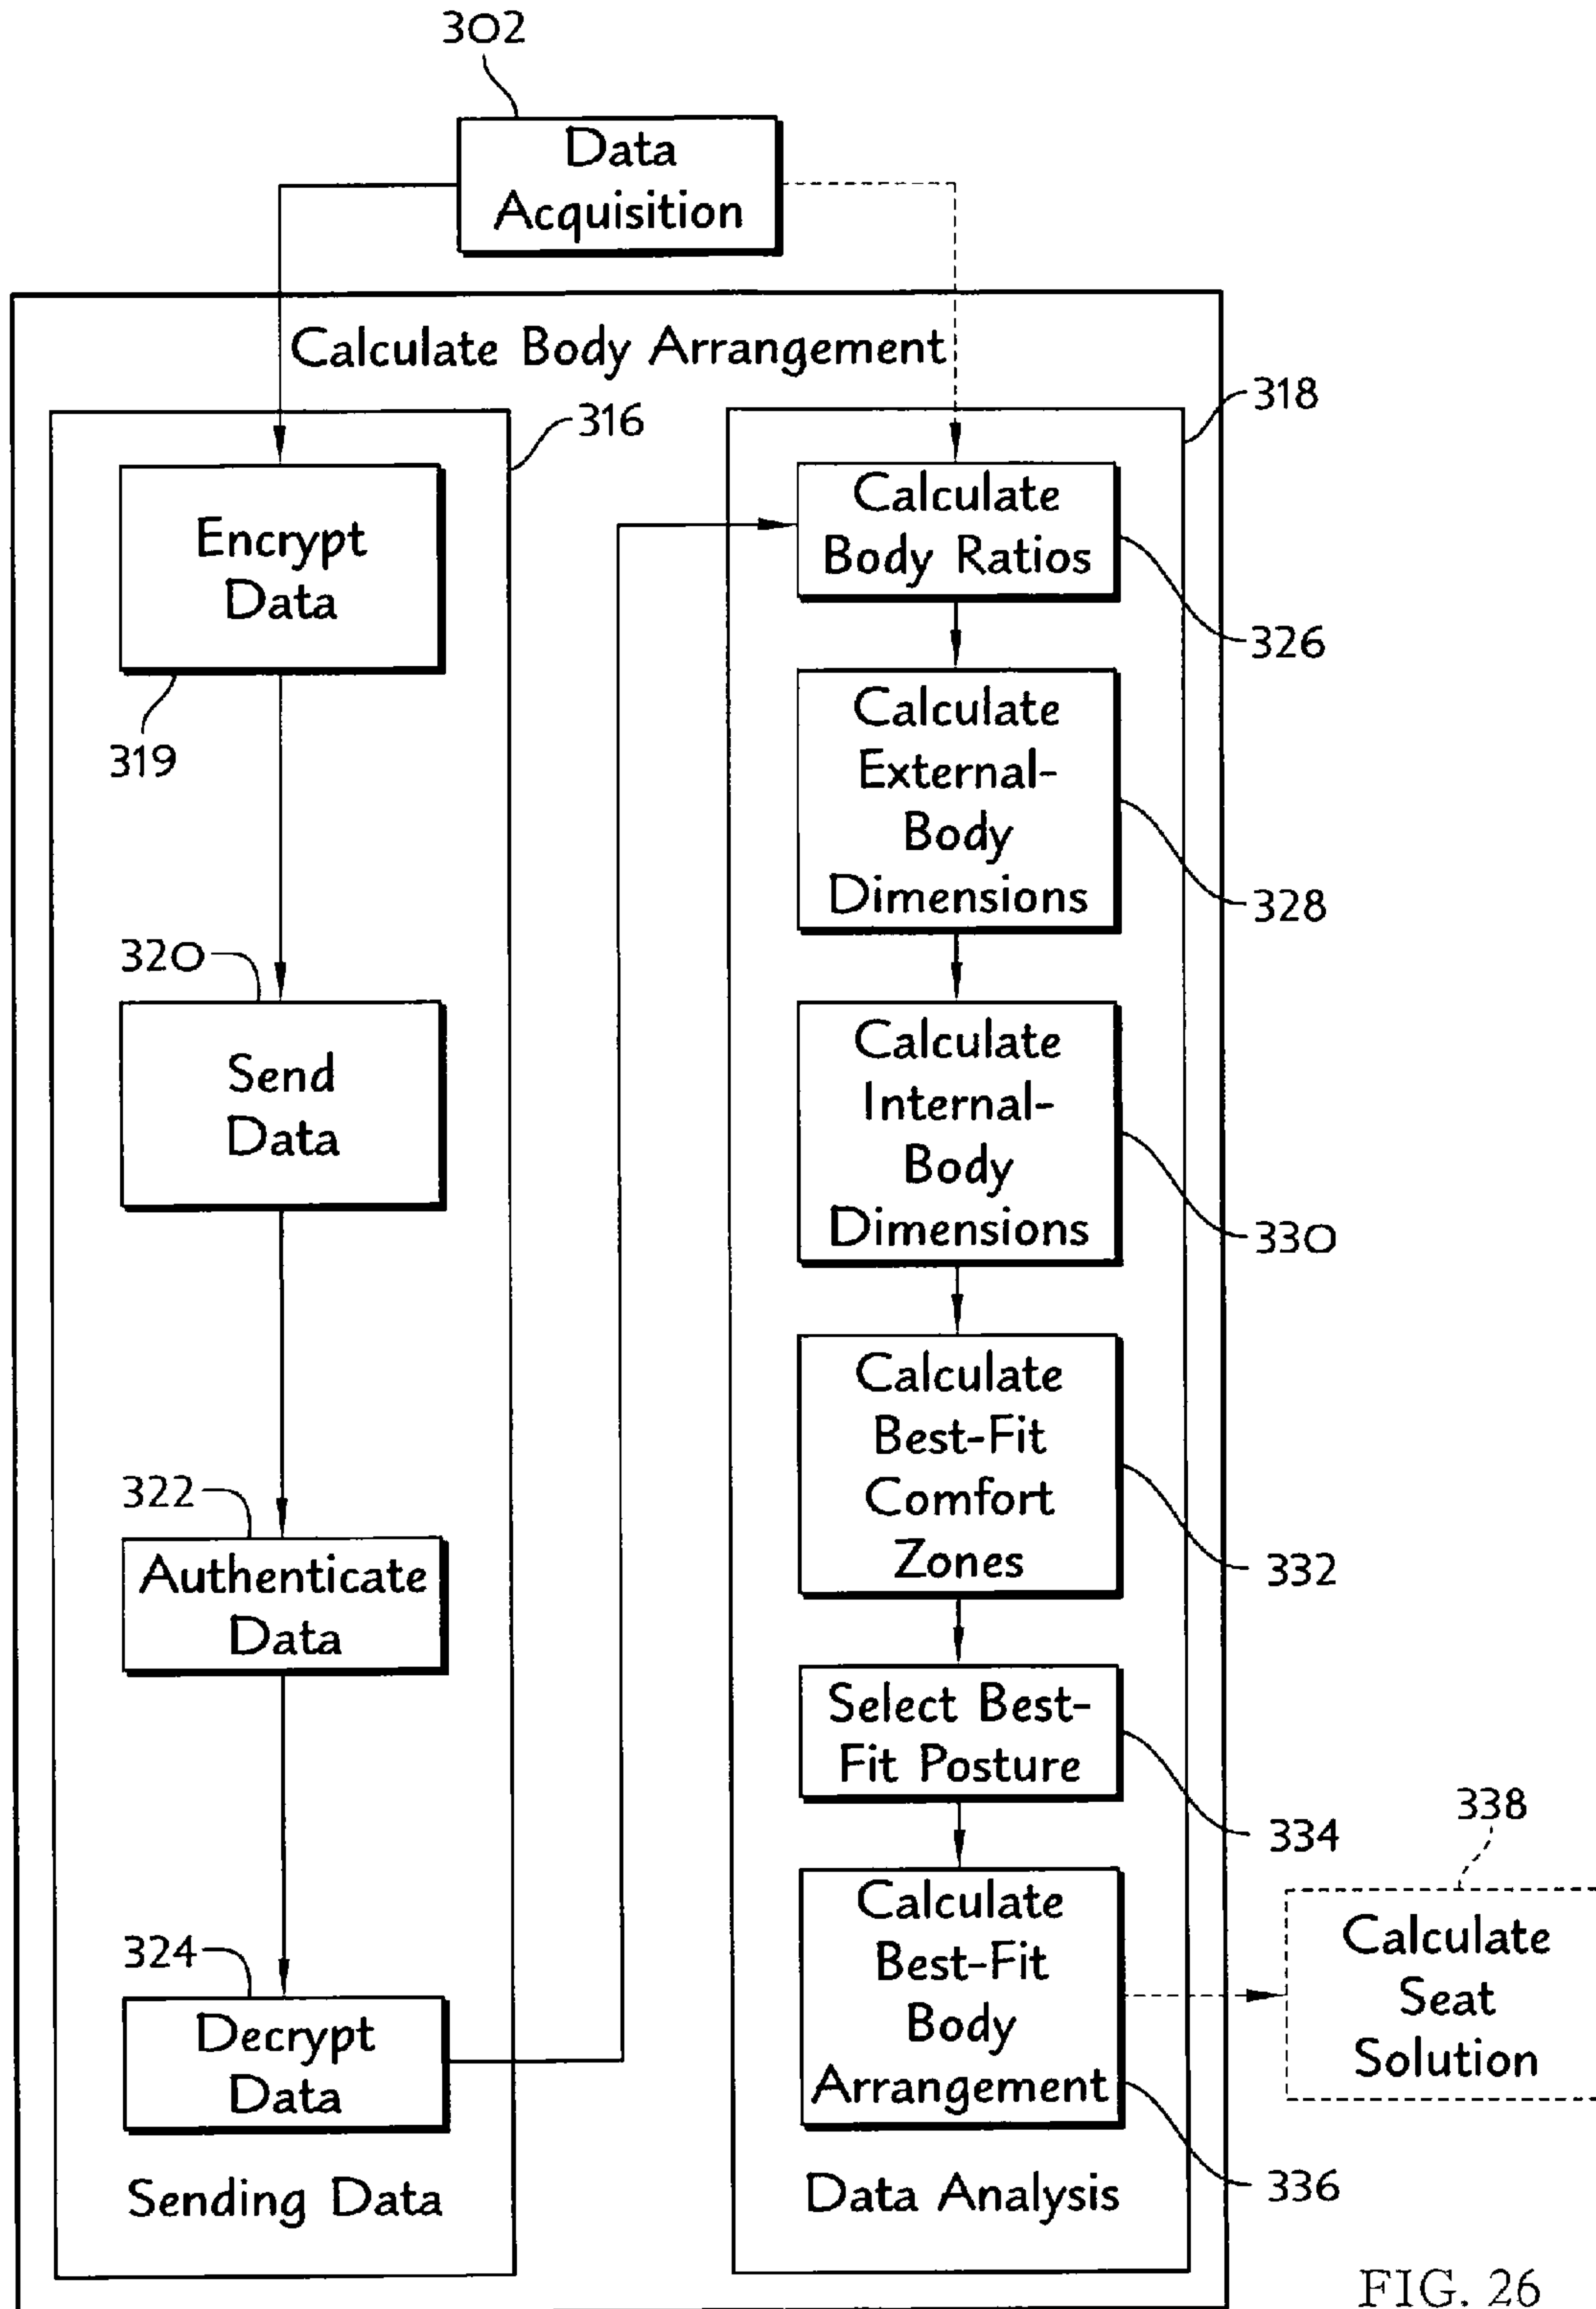 302
Data
Acquisition
Calculate Body Arrangement
316
Encrypt
Data
319
320
Send
Data
322
Authenticate
Data
324
Decrypt
Data
Sending Data
318
Calculate
Body Ratios
326
Calculate
External-
Body
Dimensions
328
Calculate
Internal-
Body
Dimensions
330
Calculate
Best-Fit
Comfort
Zones
332
Select Best-
Fit Posture
334
Calculate
Best-Fit
Body
Arrangement
336
Data Analysis
338
Calculate
Seat
Solution
FIG. 26